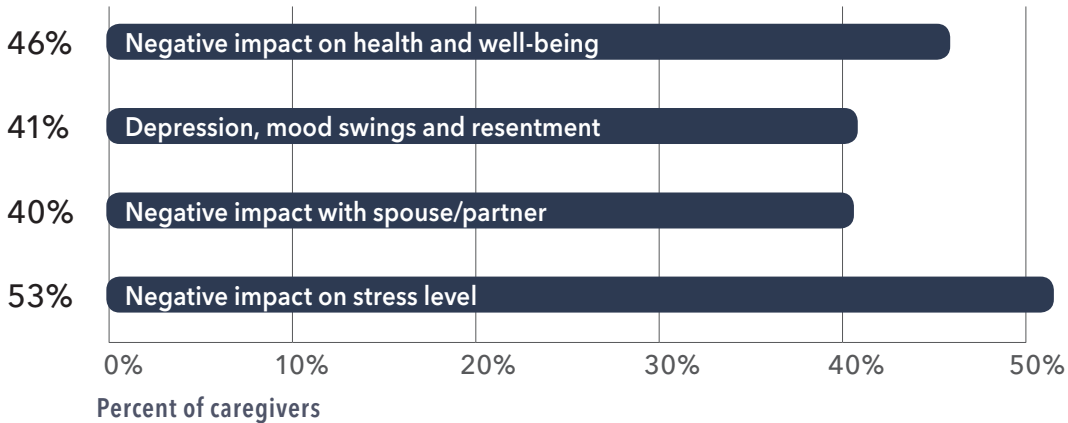 46% Negative impact on health and well-being
41% Depression, mood swings and resentment
40% Negative impact with spouse/partner
53% Negative impact on stress level
0% 10% 20% 30% 40% 50%
Percent of caregivers